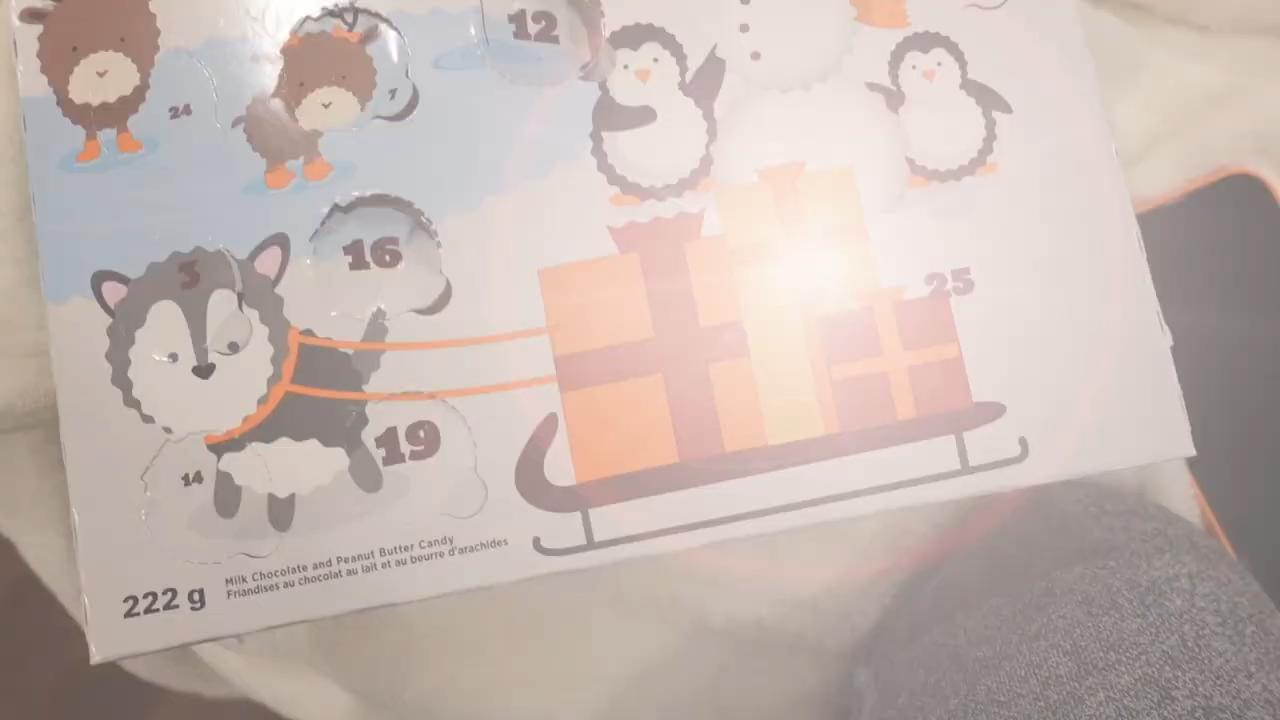 12
24
7
16
3
25
19
14
222 g
Milk Chocolate and Peanut Butter Candy
Friandises au chocolat au lait et au beurre d'arachides